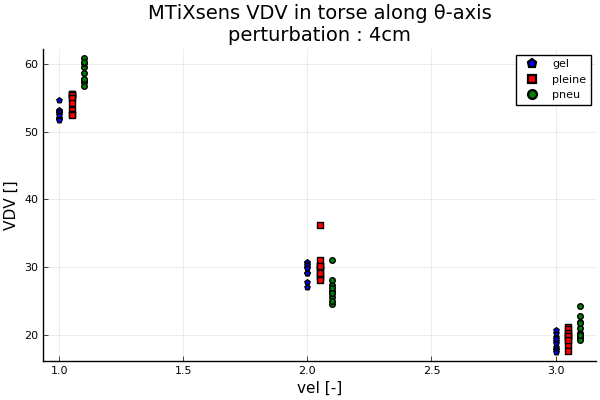 MTiXsens VDV in torse along θ-axis
perturbation : 4cm
gel
pleine
pneu
VDV []
60
50
40
30
20
1.0
1.5
2.0
2.5
3.0
vel [-]